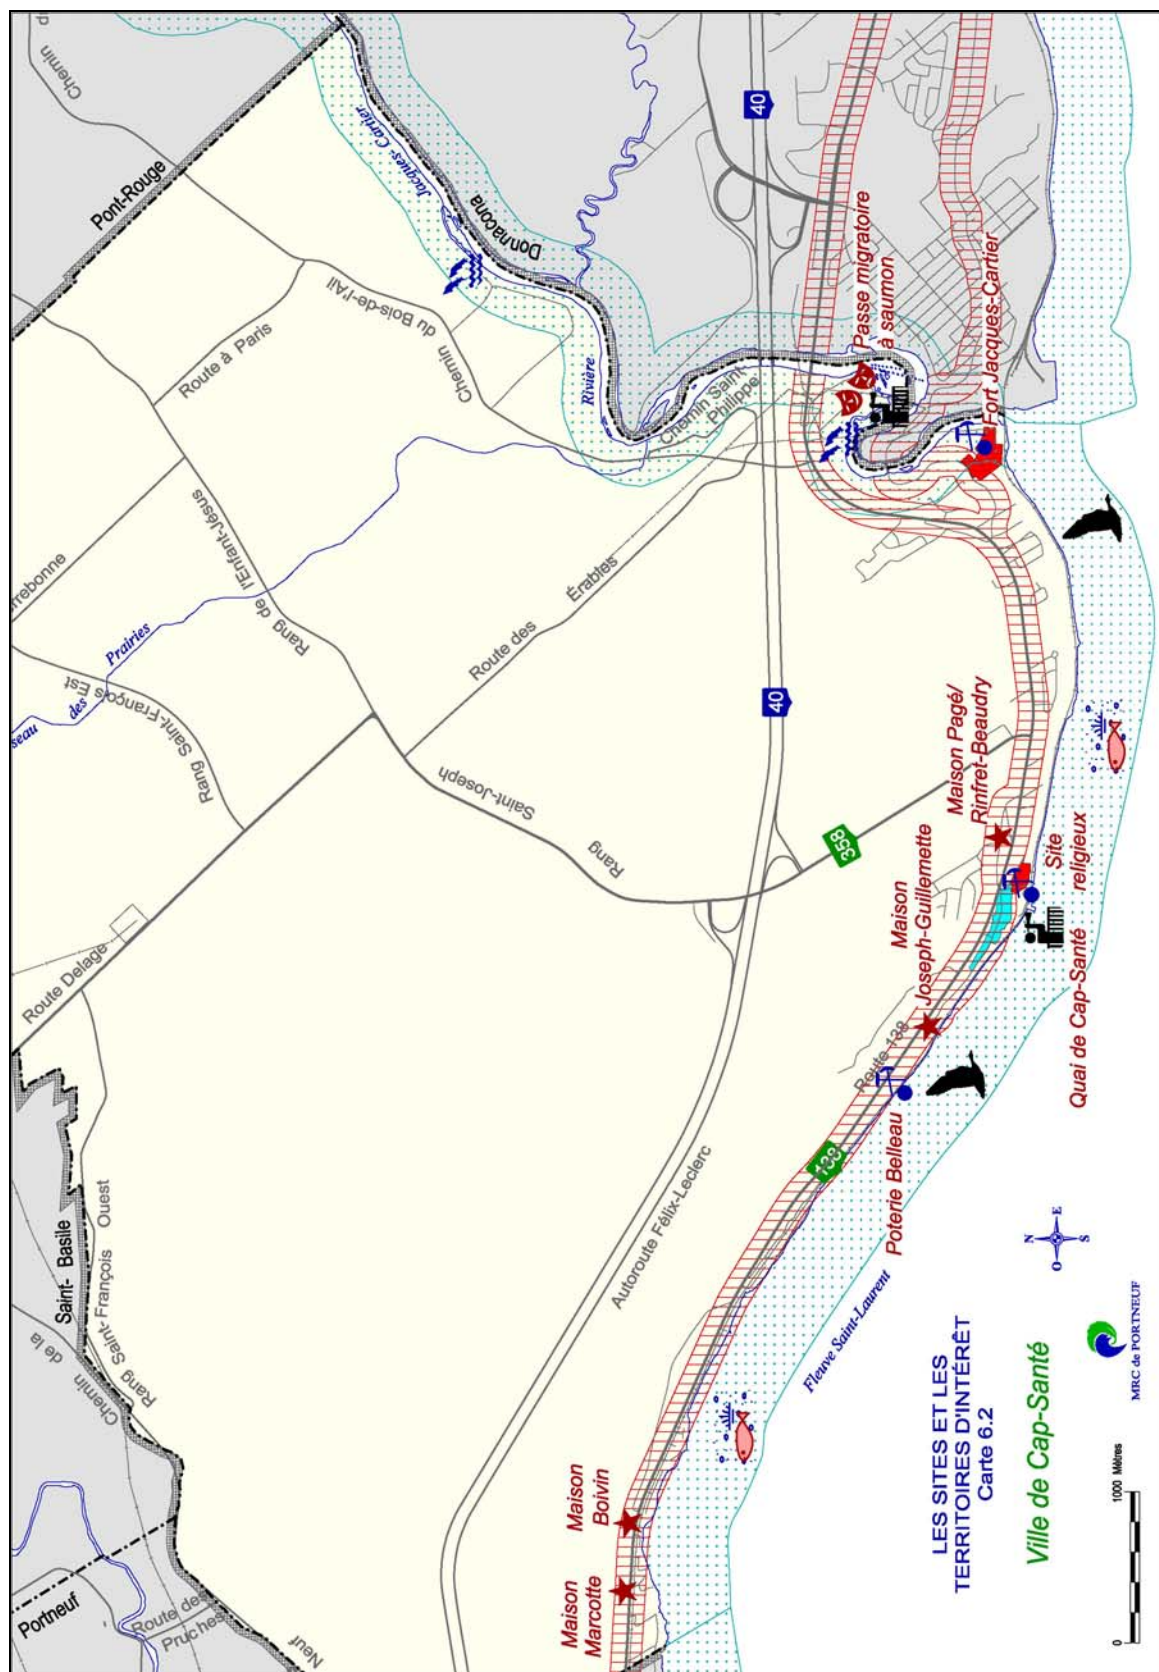 Chemin
du
Pont-Rouge
Jacques-Cartier
Donnacona
Rivière
Route à Paris
Chemin
du Bois-de-l'Ail
Chemin Saint-
Philippe
40
Passe migratoire
à saumon
Fort Jacques-Cartier
Rang de l'Enfant-Jésus
des
Prairies
Rang Saint-François Est
Route des
Érables
Rang
Saint-Joseph
40
358
Maison Pagé/
Rinfret-Beaudry
Maison
Joseph-Guillemette
Site
religieux
Quai de Cap-Santé
Route Delage
Route 138
138
Poterie Belleau
Autoroute Félix-Leclerc
Fleuve Saint-Laurent
Saint- Basile
Rang Saint- François Ouest
Chemin
de la
Portneuf
Route des
Pruches
Neuf
Maison
Boivin
Maison
Marcotte
LES SITES ET LES
TERRITOIRES D'INTÉRÊT
Carte 6.2
Ville de Cap-Santé
N
E
S
O
MRC de PORTNEUF
0
1000 Mètres